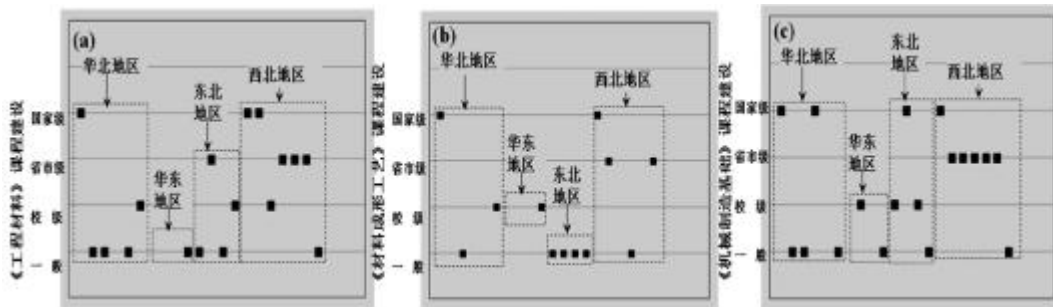 (a)
华北地区
东北
地区
西北地区
华东
地区
国家级
省市级
校 级
一 般
《工程材料》课程建设
(b)
华北地区
西北地区
华东
地区
东北
地区
国家级
省市级
校 级
一 般
《材料成形工艺》课程建设
(c)
华北地区
东北
地区
西北地区
华东
地区
国家级
省市级
校 级
一 般
《机械制造基础》课程建设